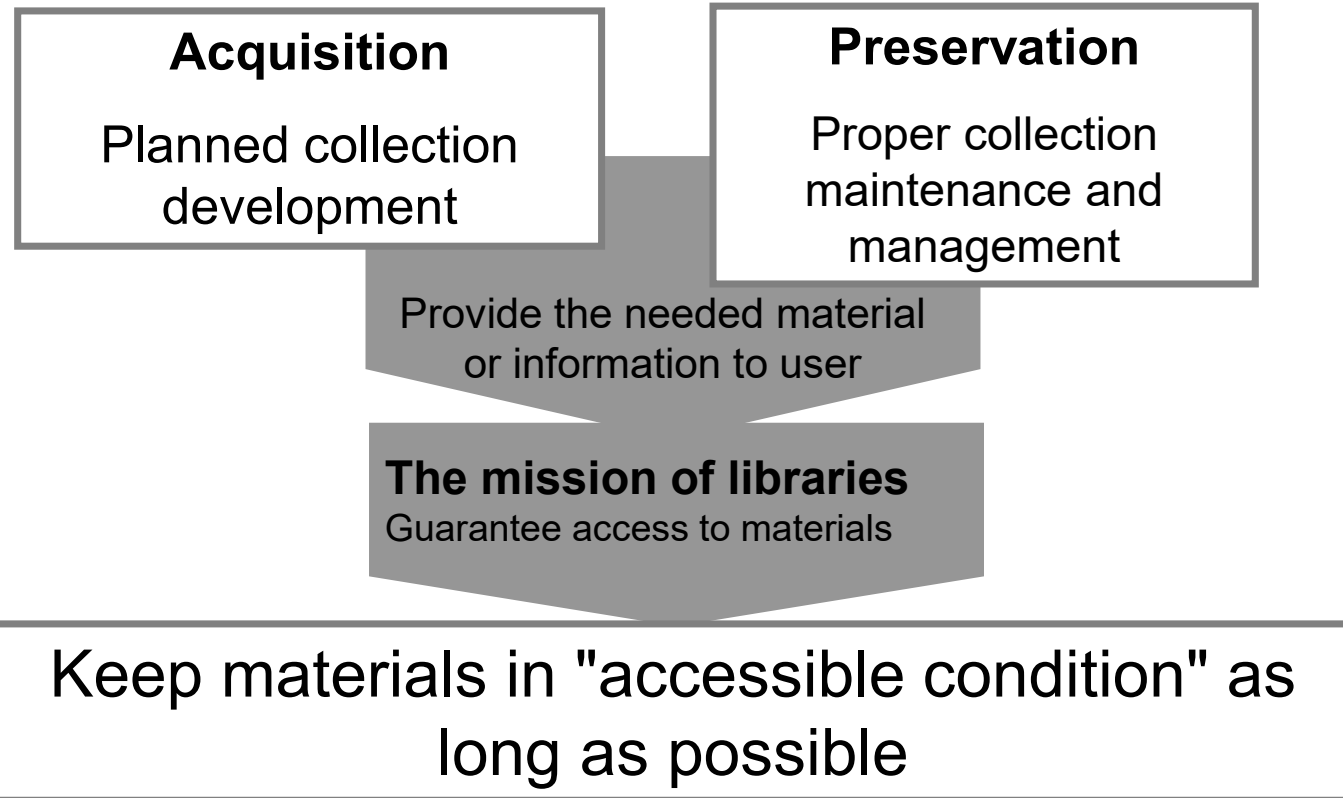 Acquisition
Planned collection
development
Preservation
Proper collection
maintenance and
management
Provide the needed material
or information to user
The mission of libraries
Guarantee access to materials
Keep materials in "accessible condition" as
long as possible